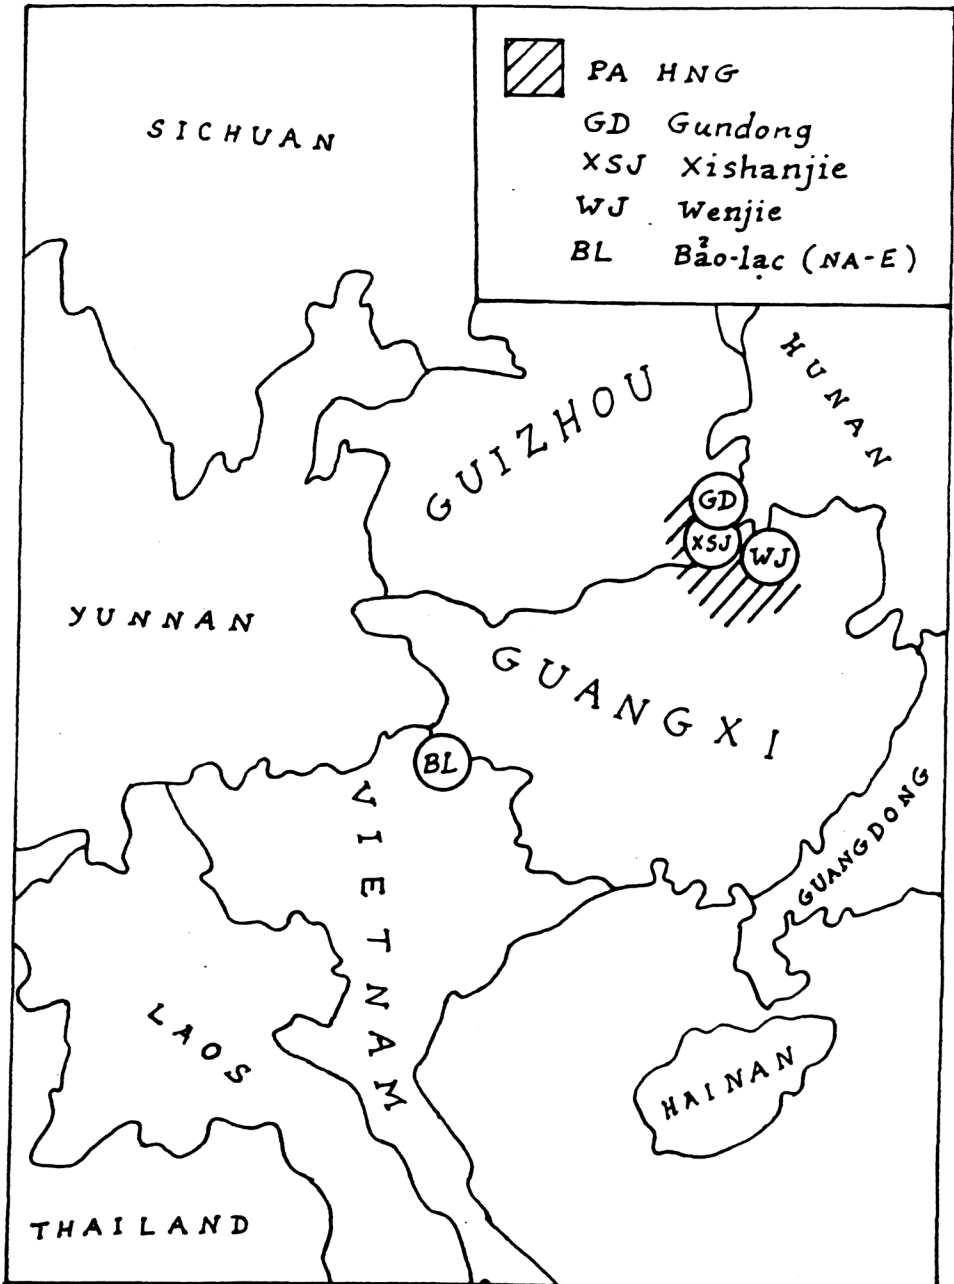 PA HNG
GD Gundong
XSJ Xishanjie
WJ Wenjie
BL Bảo-lạc (NA-E)
SICHUAN
HUNAN
GUIZHOU
GD
XSJ
WJ
YUNNAN
GUANGXI
BL
VIETNAM
GUANGDONG
LAOS
HAINAN
THAILAND